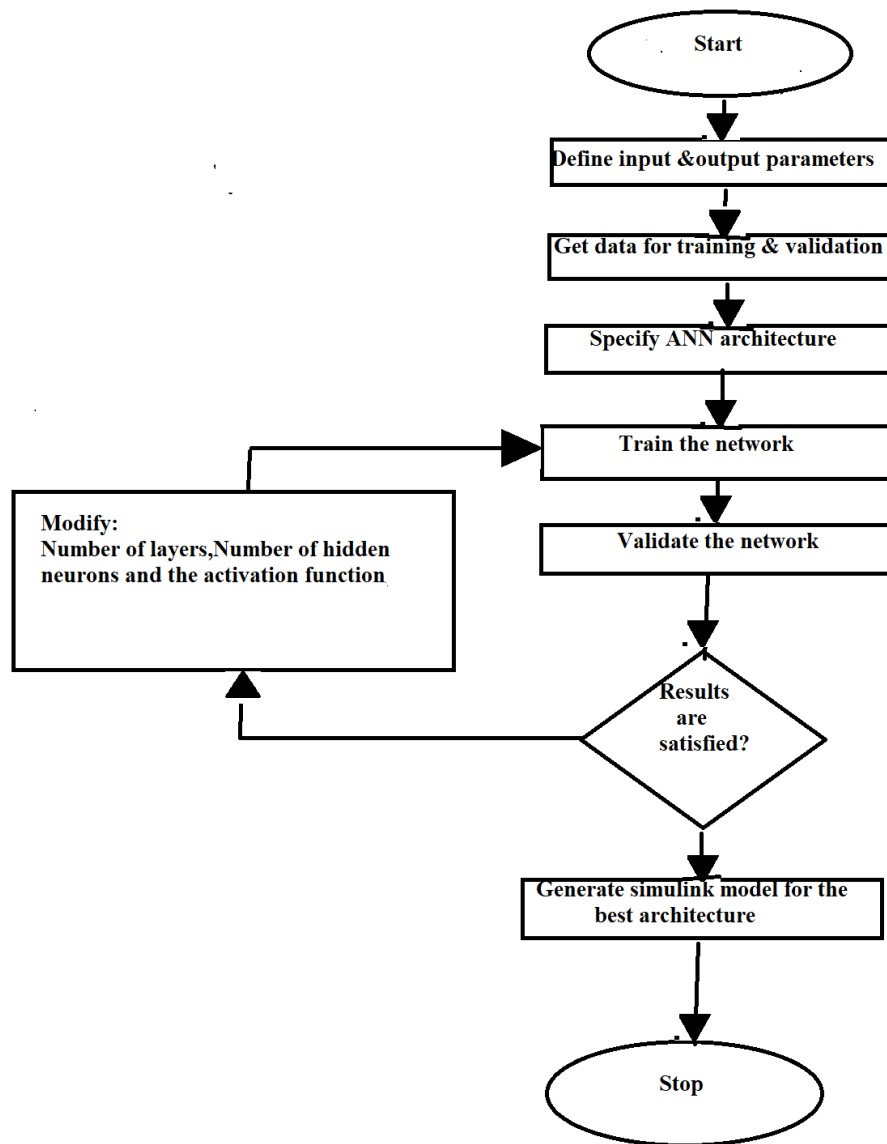 Start
Define input &output parameters
Get data for training & validation
Specify ANN architecture
Train the network
Modify:
Number of layers,Number of hidden
neurons and the activation function
Validate the network
Results
are
satisfied?
Generate simulink model for the
best architecture
Stop